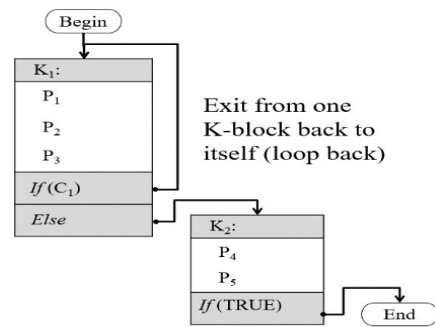 Begin
K₁:
P₁
P₂
P₃
If (C₁)
Else
Exit from one
K-block back to
itself (loop back)
K₂:
P₄
P₅
If (TRUE)
End